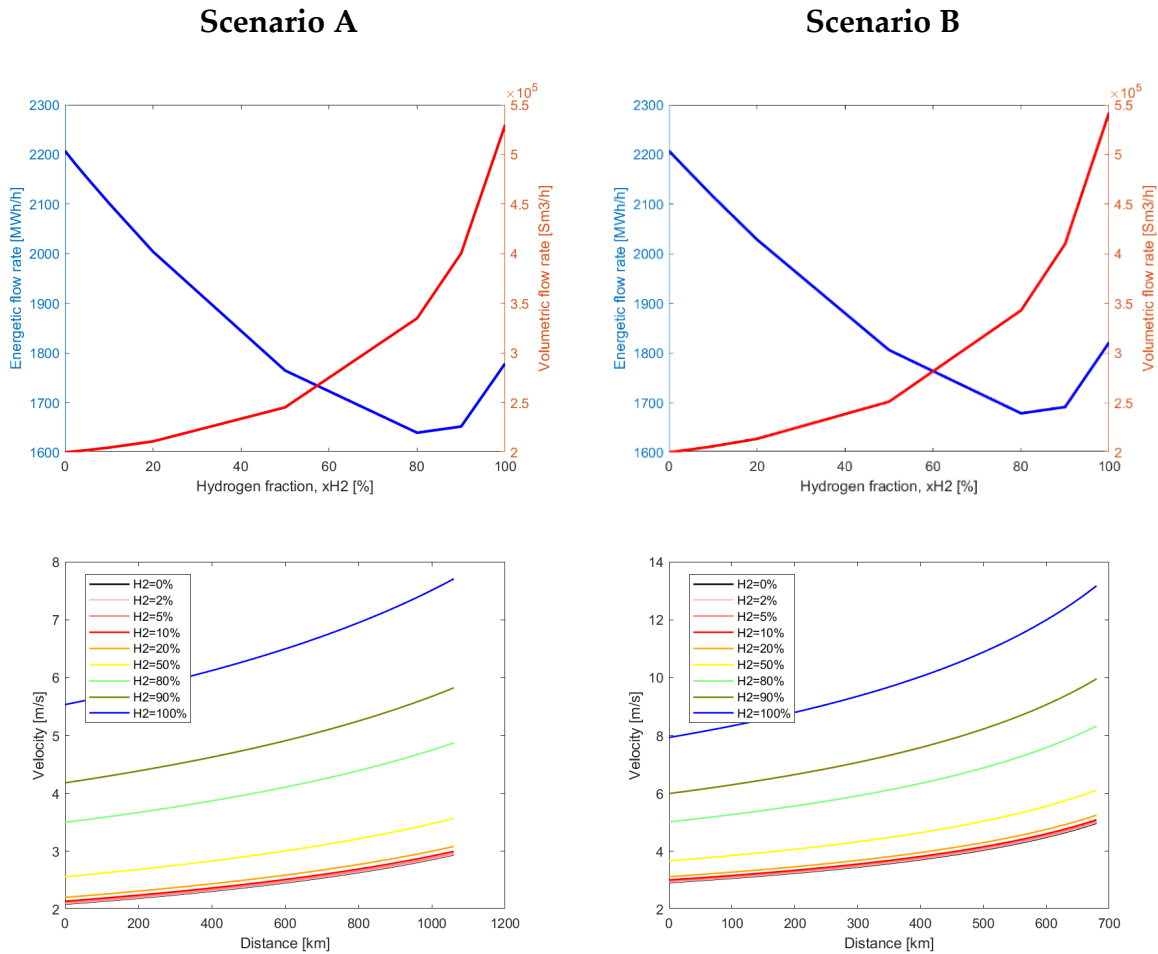 Scenario A
Scenario B
×10^5
×10^5
2300
2200
2100
2000
1900
1800
1700
1600
Energetic flow rate [MWh/h]
5.5
5
4.5
4
3.5
3
2.5
2
Volumetric flow rate [Sm3/h]
0 20 40 60 80 100
Hydrogen fraction, xH2 [%]
2300
2200
2100
2000
1900
1800
1700
1600
Energetic flow rate [MWh/h]
5.5
5
4.5
4
3.5
3
2.5
2
Volumetric flow rate [Sm3/h]
0 20 40 60 80 100
Hydrogen fraction, xH2 [%]
8
7
6
5
4
3
2
Velocity [m/s]
H2=0%
H2=2%
H2=5%
H2=10%
H2=20%
H2=50%
H2=80%
H2=90%
H2=100%
0 200 400 600 800 1000 1200
Distance [km]
14
12
10
8
6
4
2
Velocity [m/s]
H2=0%
H2=2%
H2=5%
H2=10%
H2=20%
H2=50%
H2=80%
H2=90%
H2=100%
0 100 200 300 400 500 600 700
Distance [km]